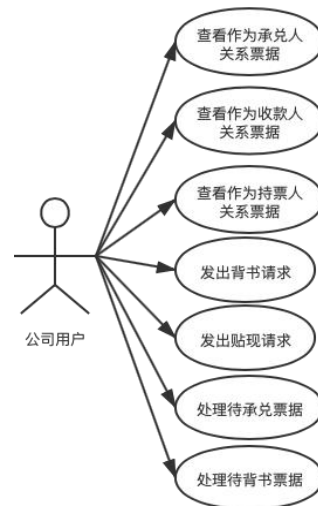 查看作为承兑人
关系票据
查看作为收款人
关系票据
查看作为持票人
关系票据
发出背书请求
公司用户
发出贴现请求
处理待承兑票据
处理待背书票据